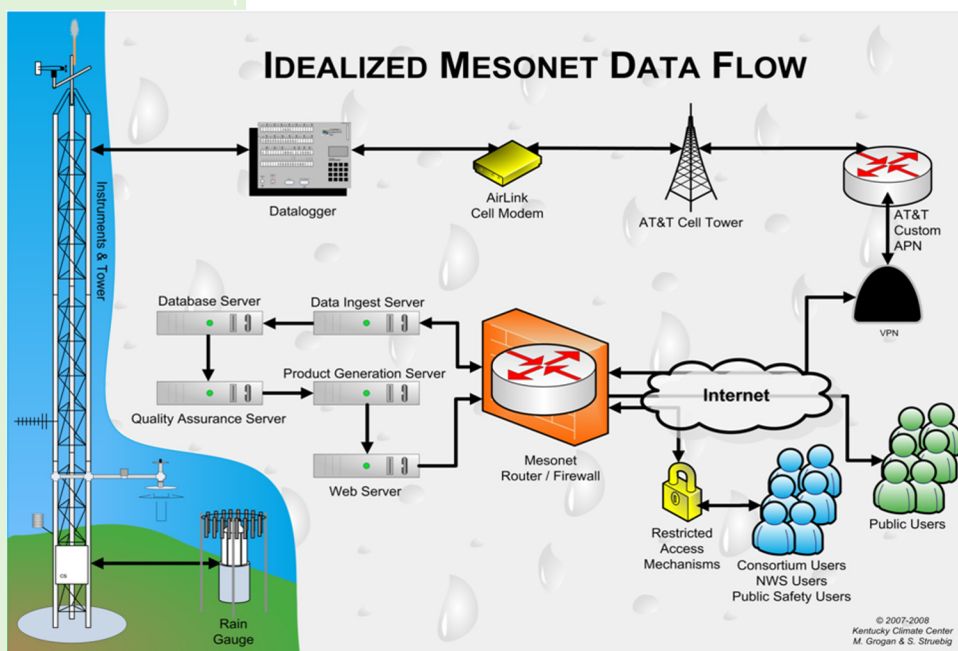 IDEALIZED MESONET DATA FLOW
Instruments & Tower
Datalogger
AirLink
Cell Modem
AT&T Cell Tower
AT&T
Custom
APN
VPN
Database Server
Data Ingest Server
Quality Assurance Server
Product Generation Server
Web Server
Mesonet
Router / Firewall
Internet
Restricted
Access
Mechanisms
Consortium Users
NWS Users
Public Safety Users
Public Users
CS
Rain
Gauge
© 2007-2008
Kentucky Climate Center
M. Grogan & S. Struebig